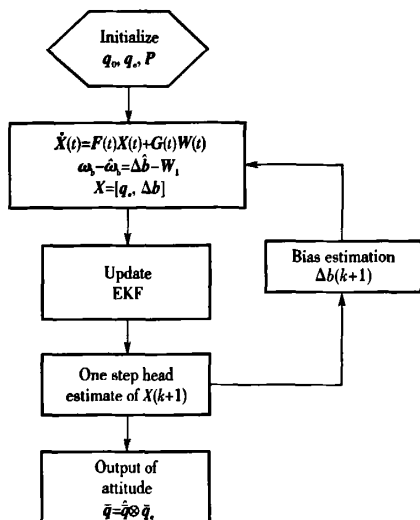 Initialize
q₀, qₑ, P
Ẋ(t)=F(t)X(t)+G(t)W(t)
ω_b−ω̂_b=Δb̂−W₁
X=[qₑ, Δb]
Update
EKF
Bias estimation
Δb(k+1)
One step head
estimate of X(k+1)
Output of
attitude
q̄=q̄̂⊗q̄ₑ